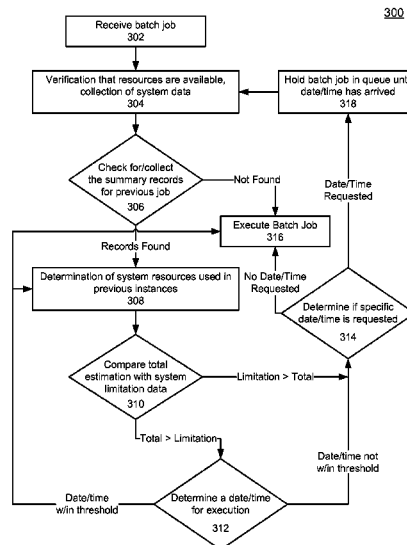 300
Receive batch job
302
Verification that resources are available,
collection of system data
304
Hold batch job in queue unt
date/time has arrived
318
Check for/collect
the summary records
for previous job
306
Not Found
Date/Time
Requested
Execute Batch Job
316
Records Found
No Date/Time
Requested
Determination of system resources used in
previous instances
308
Determine if specific
date/time is requested
314
Compare total
estimation with system
limitation data
310
Limitation > Total
Total > Limitation
Date/time
w/in threshold
Determine a date/time
for execution
312
Date/time not
w/in threshold